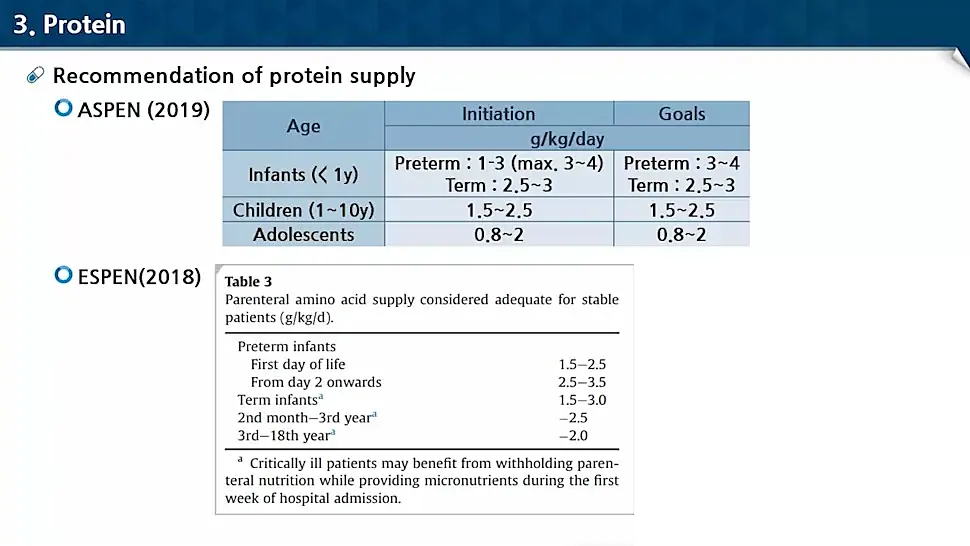 3. Protein
Recommendation of protein supply
ASPEN (2019)
Age Initiation Goals
g/kg/day
Infants (< 1y) Preterm : 1-3 (max. 3~4) Preterm : 3~4
Term : 2.5~3 Term : 2.5~3
Children (1~10y) 1.5~2.5 1.5~2.5
Adolescents 0.8~2 0.8~2
ESPEN(2018)
Table 3
Parenteral amino acid supply considered adequate for stable
patients (g/kg/d).
Preterm infants
First day of life 1.5–2.5
From day 2 onwards 2.5–3.5
Term infantsa 1.5–3.0
2nd month–3rd yeara –2.5
3rd–18th yeara –2.0
a Critically ill patients may benefit from withholding paren-
teral nutrition while providing micronutrients during the first
week of hospital admission.